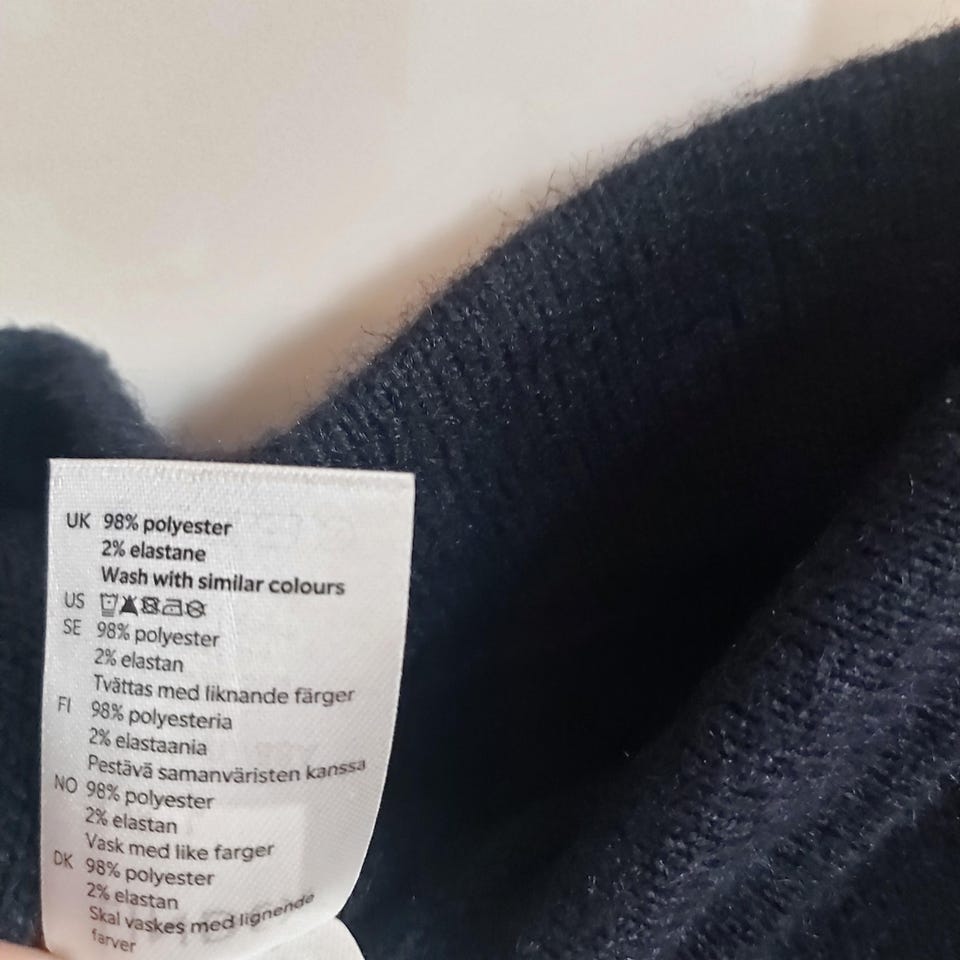 UK 98% polyester
2% elastane
Wash with similar colours
US
SE 98% polyester
2% elastan
Tvättas med liknande färger
FI 98% polyesteria
2% elastaania
Pestävä samanväristen kanssa
NO 98% polyester
2% elastan
Vask med like farger
DK 98% polyester
2% elastan
Skal vaskes med lignende
farver